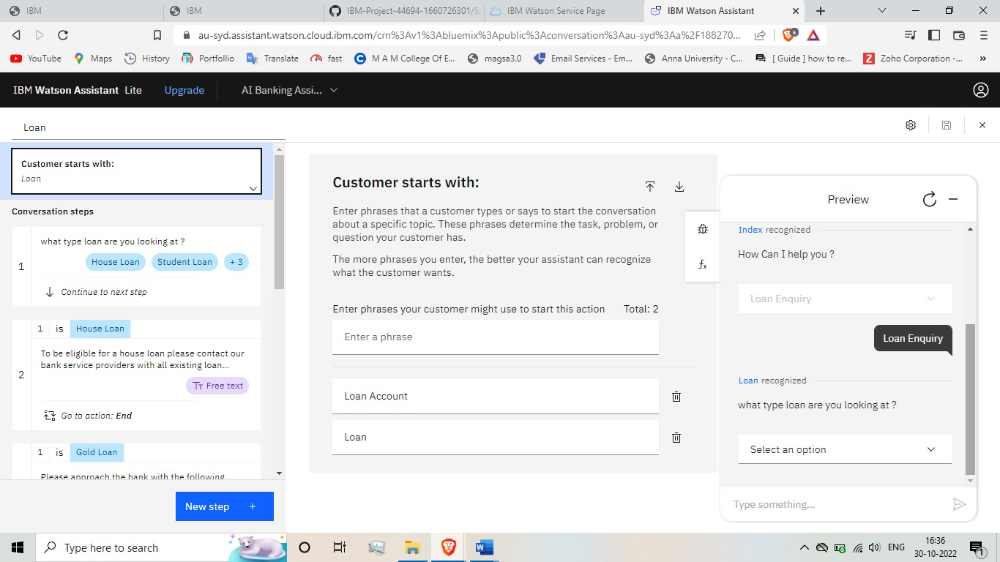 IBM
IBM
IBM-Project-44694-1660726301/Sp
IBM Watson Service Page
IBM Watson Assistant
au-syd.assistant.watson.cloud.ibm.com/crn%3Av1%3Abluemix%3Apublic%3Aconversation%3Aau-syd%3Aa%2F188270...
6
YouTube
Maps
History
Portfollio
Translate
fast
M A M College Of E...
magsa3.0
Email Services - Em...
Anna University - C...
[ Guide ] how to re...
Zoho Corporation -...
»
IBM Watson Assistant Lite
Upgrade
AI Banking Assi...
Loan
Customer starts with:
Loan
Conversation steps
1
what type loan are you looking at ?
House Loan
Student Loan
+ 3
Continue to next step
2
1 is House Loan
To be eligible for a house loan please contact our
bank service providers with all existing loan...
Free text
Go to action: End
1 is Gold Loan
Please approach the bank with the following
New step +
Customer starts with:
Enter phrases that a customer types or says to start the conversation
about a specific topic. These phrases determine the task, problem, or
question your customer has.
The more phrases you enter, the better your assistant can recognize
what the customer wants.
Enter phrases your customer might use to start this action
Total: 2
Enter a phrase
Loan Account
Loan
fx
Preview
Index recognized
How Can I help you ?
Loan Enquiry
Loan Enquiry
Loan recognized
what type loan are you looking at ?
Select an option
Type something...
Type here to search
ENG
16:36
30-10-2022
1